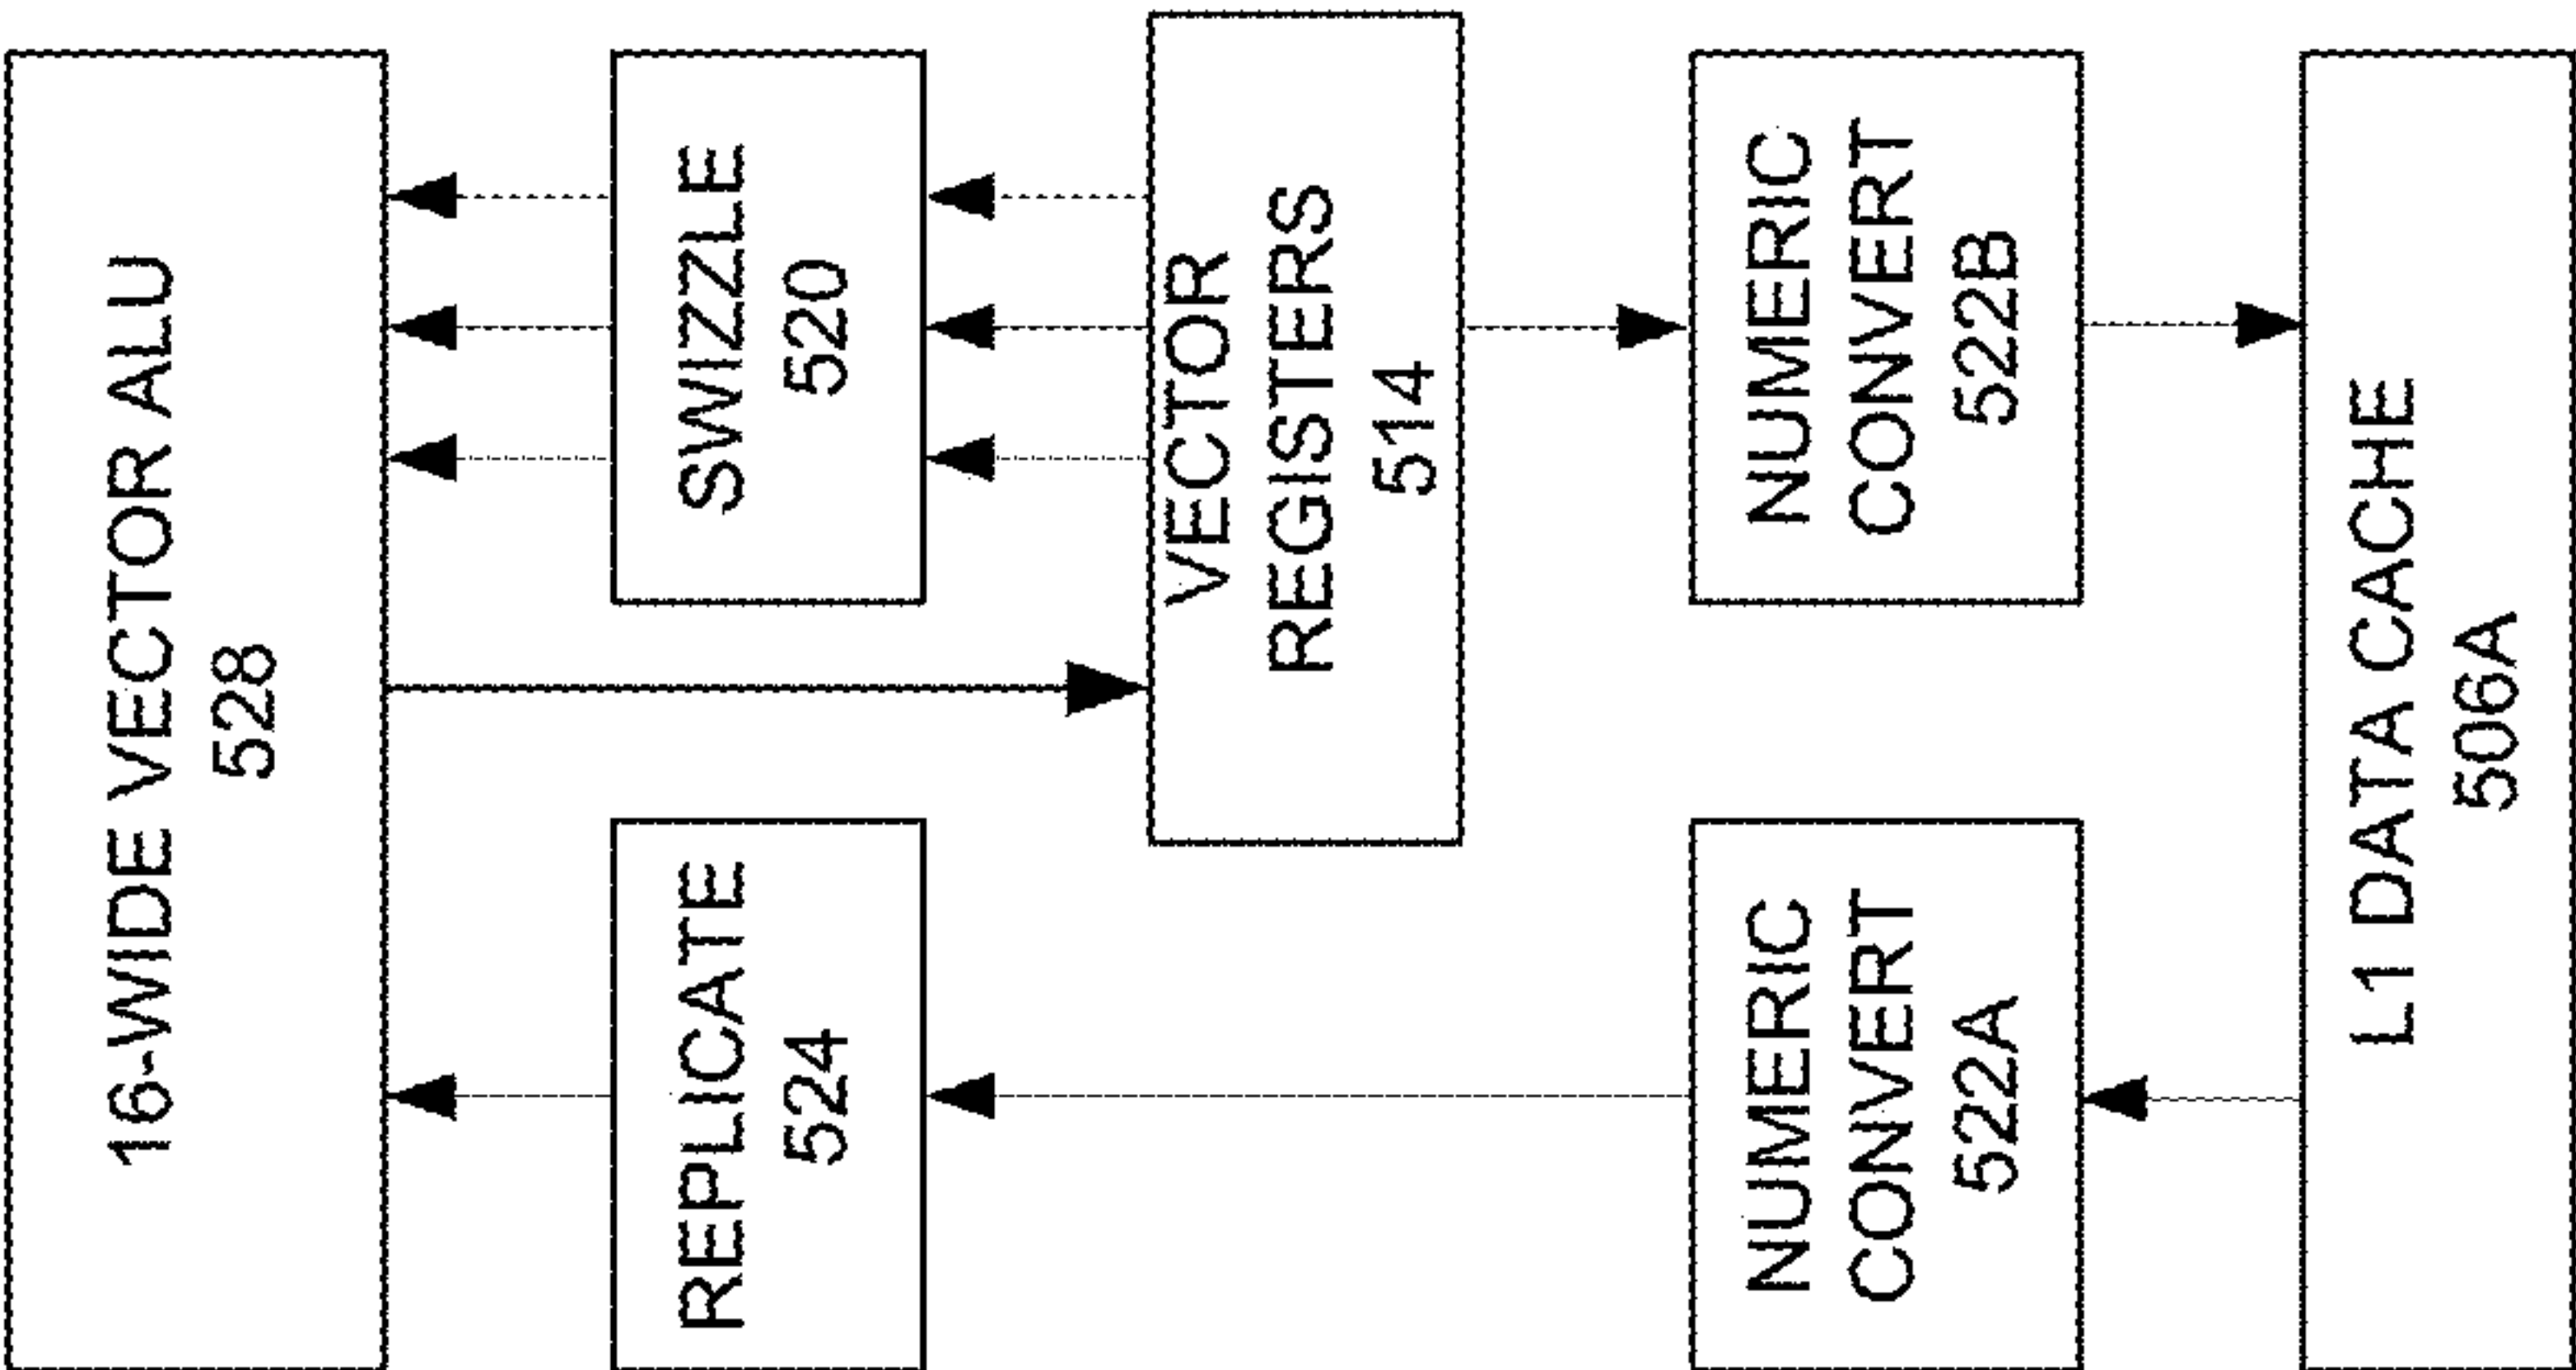 16-WIDE VECTOR ALU
528
REPLICATE
524
SWIZZLE
520
VECTOR
REGISTERS
514
NUMERIC
CONVERT
522A
NUMERIC
CONVERT
522B
L1 DATA CACHE
506A